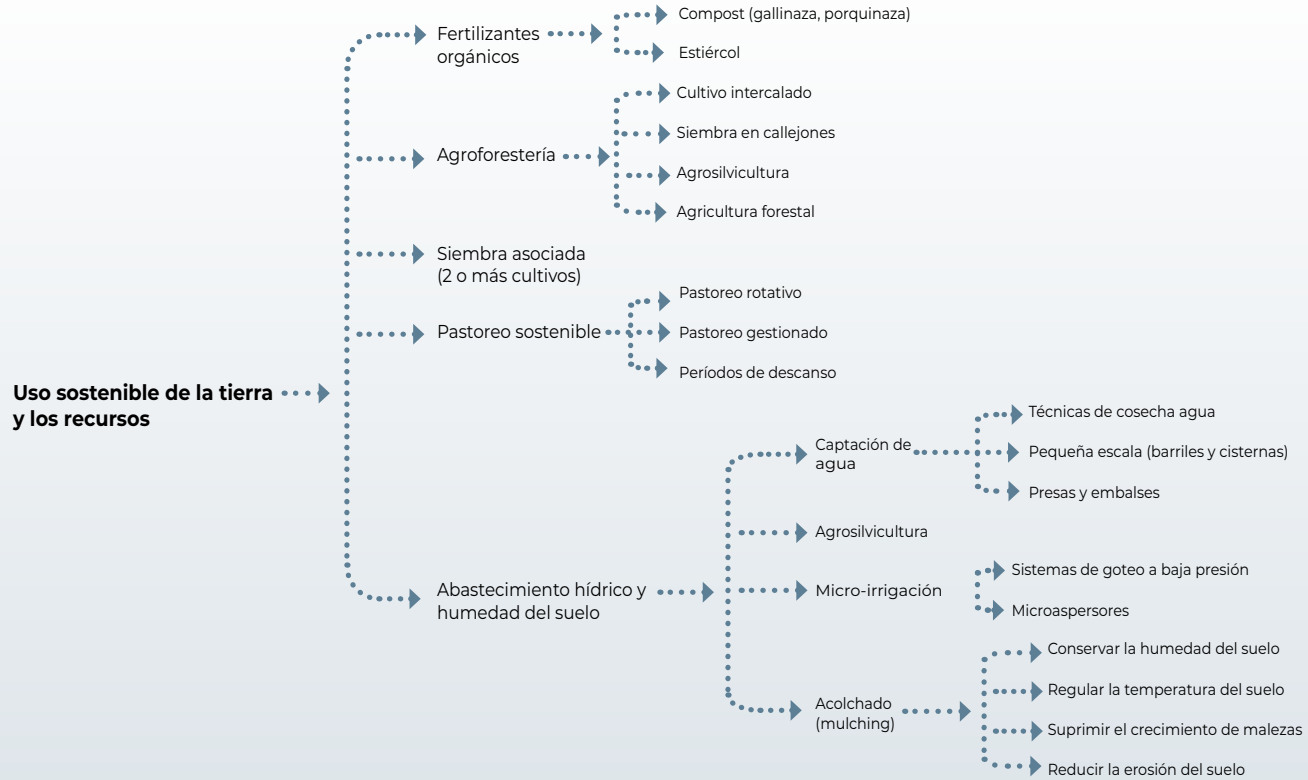 Fertilizantes
orgánicos
Compost (gallinaza, porquinaza)
Estiércol
Agroforestería
Cultivo intercalado
Siembra en callejones
Agrosilvicultura
Agricultura forestal
Siembra asociada
(2 o más cultivos)
Pastoreo sostenible
Pastoreo rotativo
Pastoreo gestionado
Períodos de descanso
Uso sostenible de la tierra
y los recursos
Abastecimiento hídrico y
humedad del suelo
Captación de
agua
Técnicas de cosecha agua
Pequeña escala (barriles y cisternas)
Presas y embalses
Agrosilvicultura
Micro-irrigación
Sistemas de goteo a baja presión
Microaspersores
Acolchado
(mulching)
Conservar la humedad del suelo
Regular la temperatura del suelo
Suprimir el crecimiento de malezas
Reducir la erosión del suelo